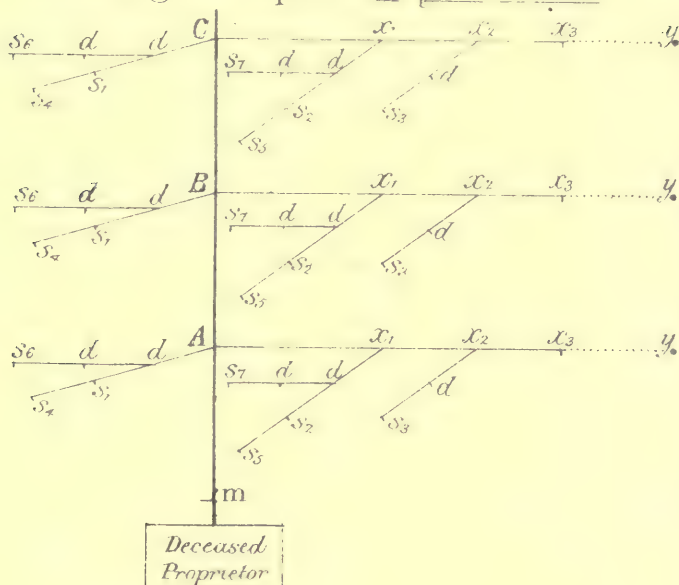 C x. x2 x3 y
S6 d d
S7 d d d
S4 S1 S2 S3
S5
B x1 x2 x3 y
S6 d d
S7 d d d
S4 S1 S2 S3
S5
A x1 x2 x3 y
S6 d d
S7 d d d
S4 S1 S2 S3
S5
m
Deceased
Proprietor